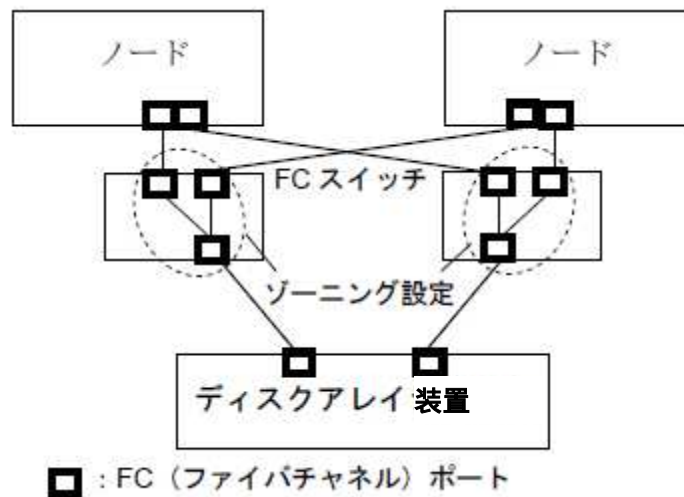 ノード
ノード
FC スイッチ
ゾーニング設定
ディスクアレイ装置
: FC（ファイバチャネル）ポート